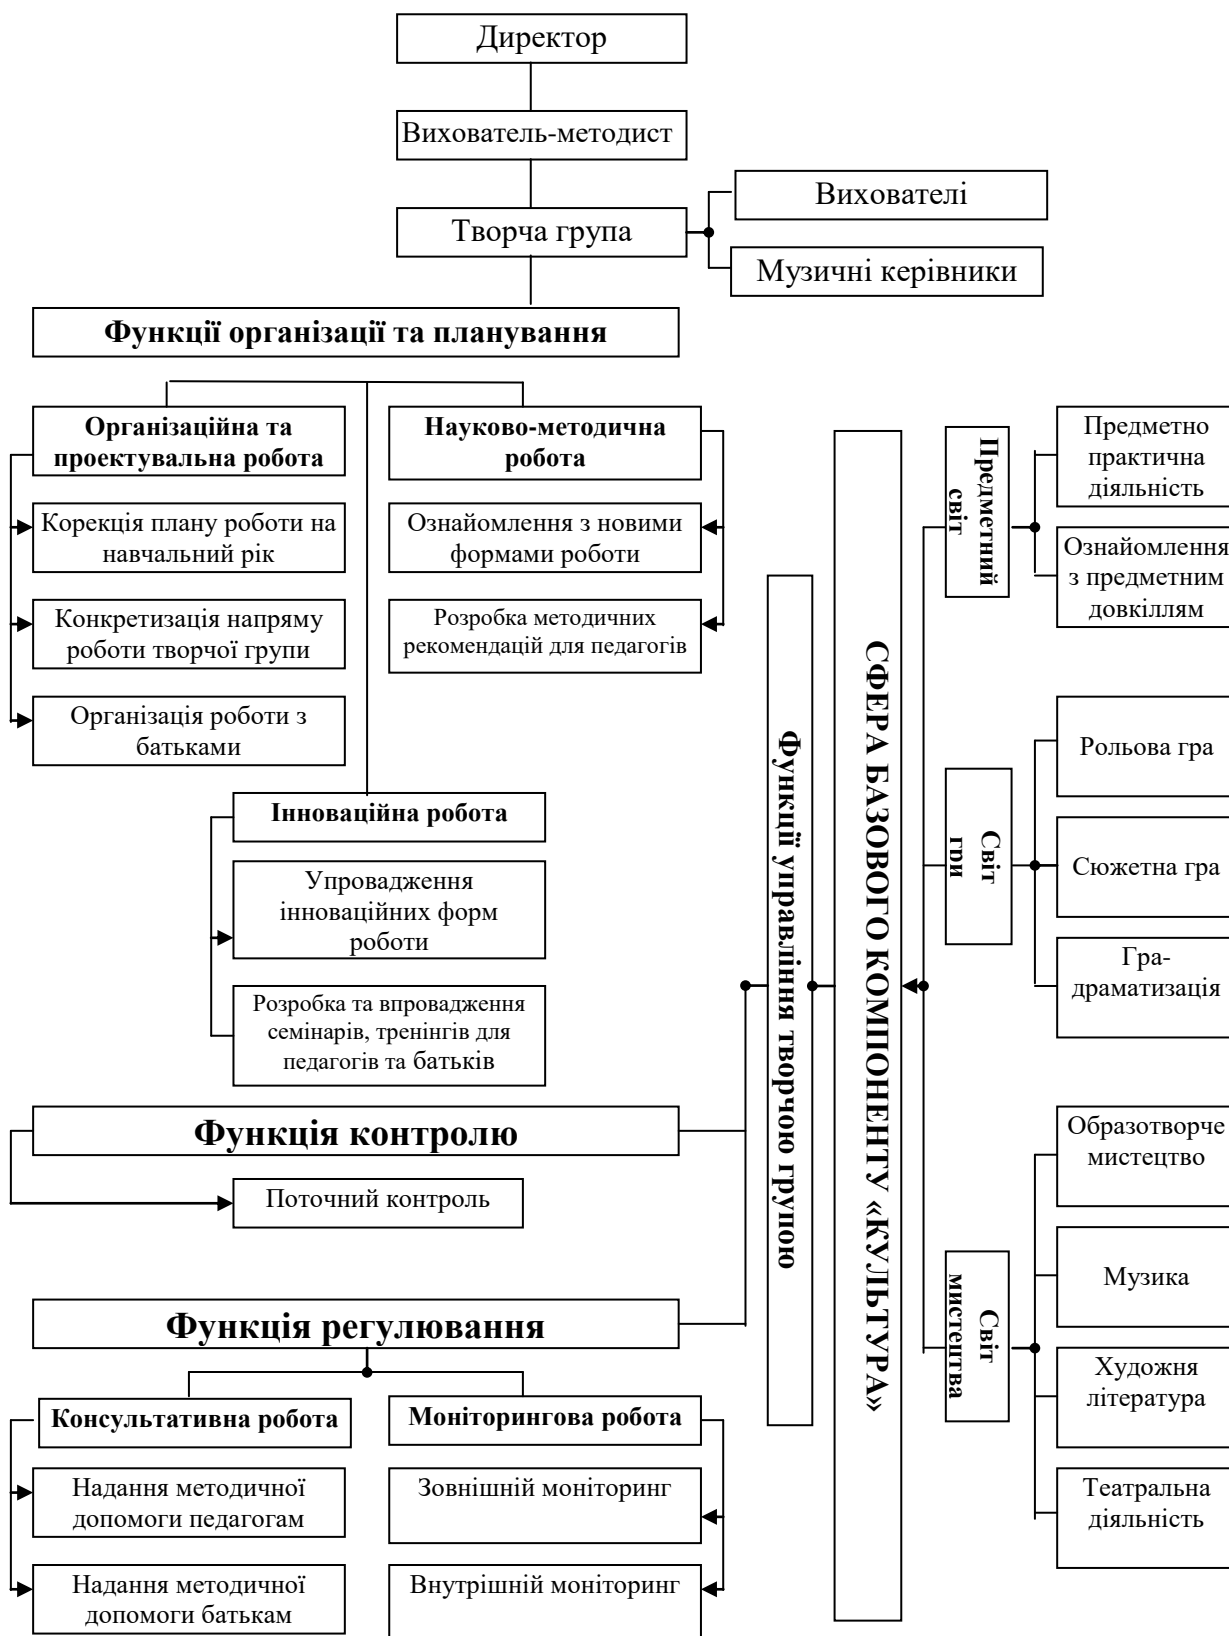 Директор
Вихователь-методист
Творча група
Вихователі
Музичні керівники
Функції організації та планування
Організаційна та
проектувальна робота
Корекція плану роботи на
навчальний рік
Конкретизація напряму
роботи творчої групи
Організація роботи з
батьками
Науково-методична
робота
Ознайомлення з новими
формами роботи
Розробка методичних
рекомендацій для педагогів
Інноваційна робота
Упровадження
інноваційних форм
роботи
Розробка та впровадження
семінарів, тренінгів для
педагогів та батьків
Функція контролю
Поточний контроль
Функція регулювання
Консультативна робота
Надання методичної
допомоги педагогам
Надання методичної
допомоги батькам
Моніторингова робота
Зовнішній моніторинг
Внутрішній моніторинг
Функції управління творчою групою
СФЕРА БАЗОВОГО КОМПОНЕНТУ «КУЛЬТУРА»
Предметний
світ
Предметно
практична
діяльність
Ознайомлення
з предметним
довкіллям
Світ
гри
Рольова гра
Сюжетна гра
Гра-
драматизація
Світ
мистецтва
Образотворче
мистецтво
Музика
Художня
література
Театральна
діяльність